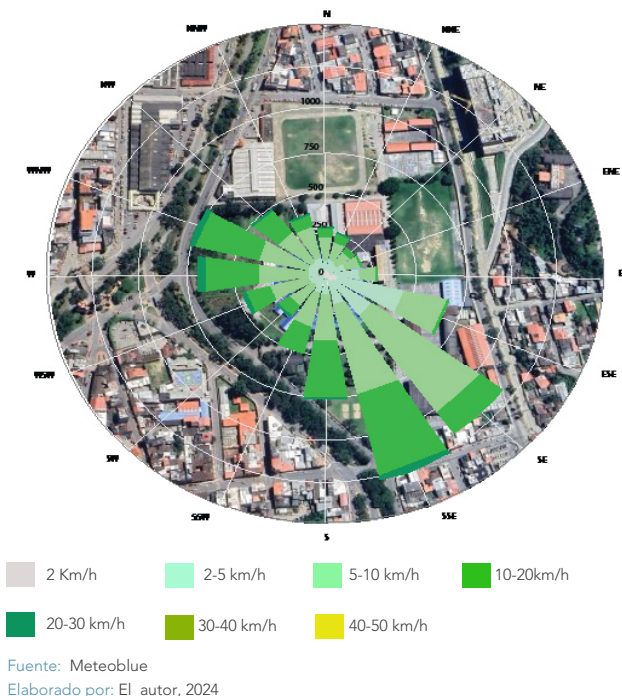 N
NNW
NNE
NW
NE
1000
750
WNW
ENE
500
250
W
0
E
WSW
ESE
SW
SE
SSW
SSE
S
2 Km/h
2-5 km/h
5-10 km/h
10-20km/h
20-30 km/h
30-40 km/h
40-50 km/h
Fuente: Meteoblue
Elaborado por: El autor, 2024